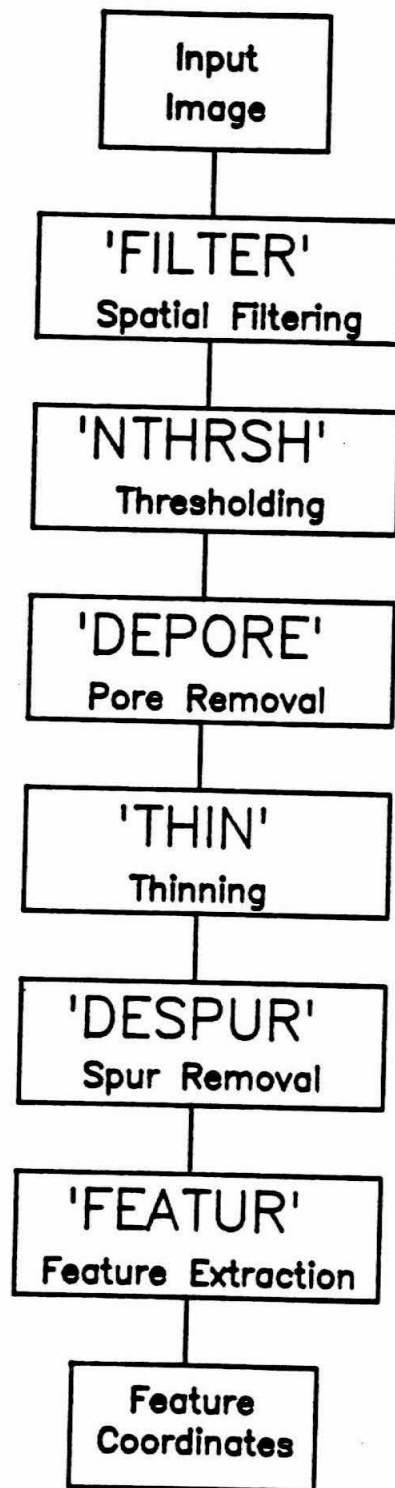 Input
Image
'FILTER'
Spatial Filtering
'NTHRSH'
Thresholding
'DEPORE'
Pore Removal
'THIN'
Thinning
'DESPUR'
Spur Removal
'FEATUR'
Feature Extraction
Feature
Coordinates